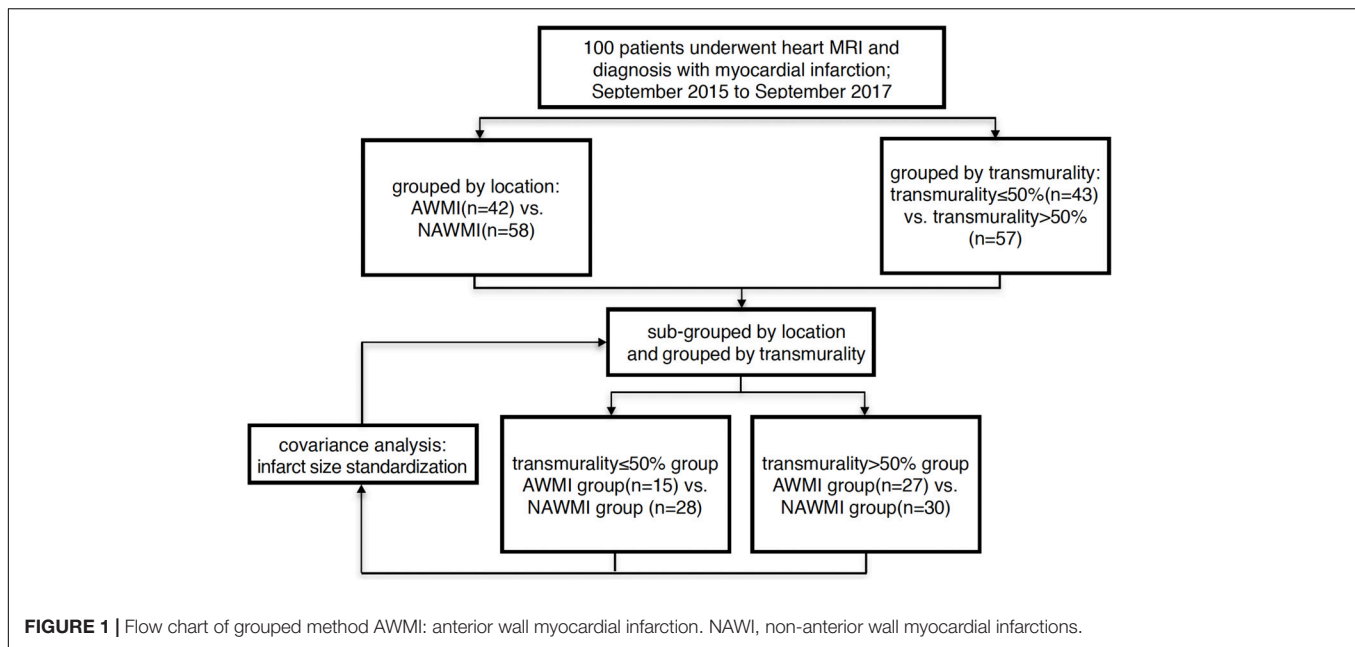 100 patients underwent heart MRI and
diagnosis with myocardial infarction;
September 2015 to September 2017
grouped by location:
AWMI(n=42) vs.
NAWMI(n=58)
grouped by transmurality:
transmurality≤50%(n=43)
vs. transmurality>50%
(n=57)
sub-grouped by location
and grouped by transmurality
covariance analysis:
infarct size standardization
transmurality≤50% group
AWMI group(n=15) vs.
NAWMI group (n=28)
transmurality>50% group
AWMI group(n=27) vs.
NAWMI group(n=30)
FIGURE 1 | Flow chart of grouped method AWMI: anterior wall myocardial infarction. NAWI, non-anterior wall myocardial infarctions.